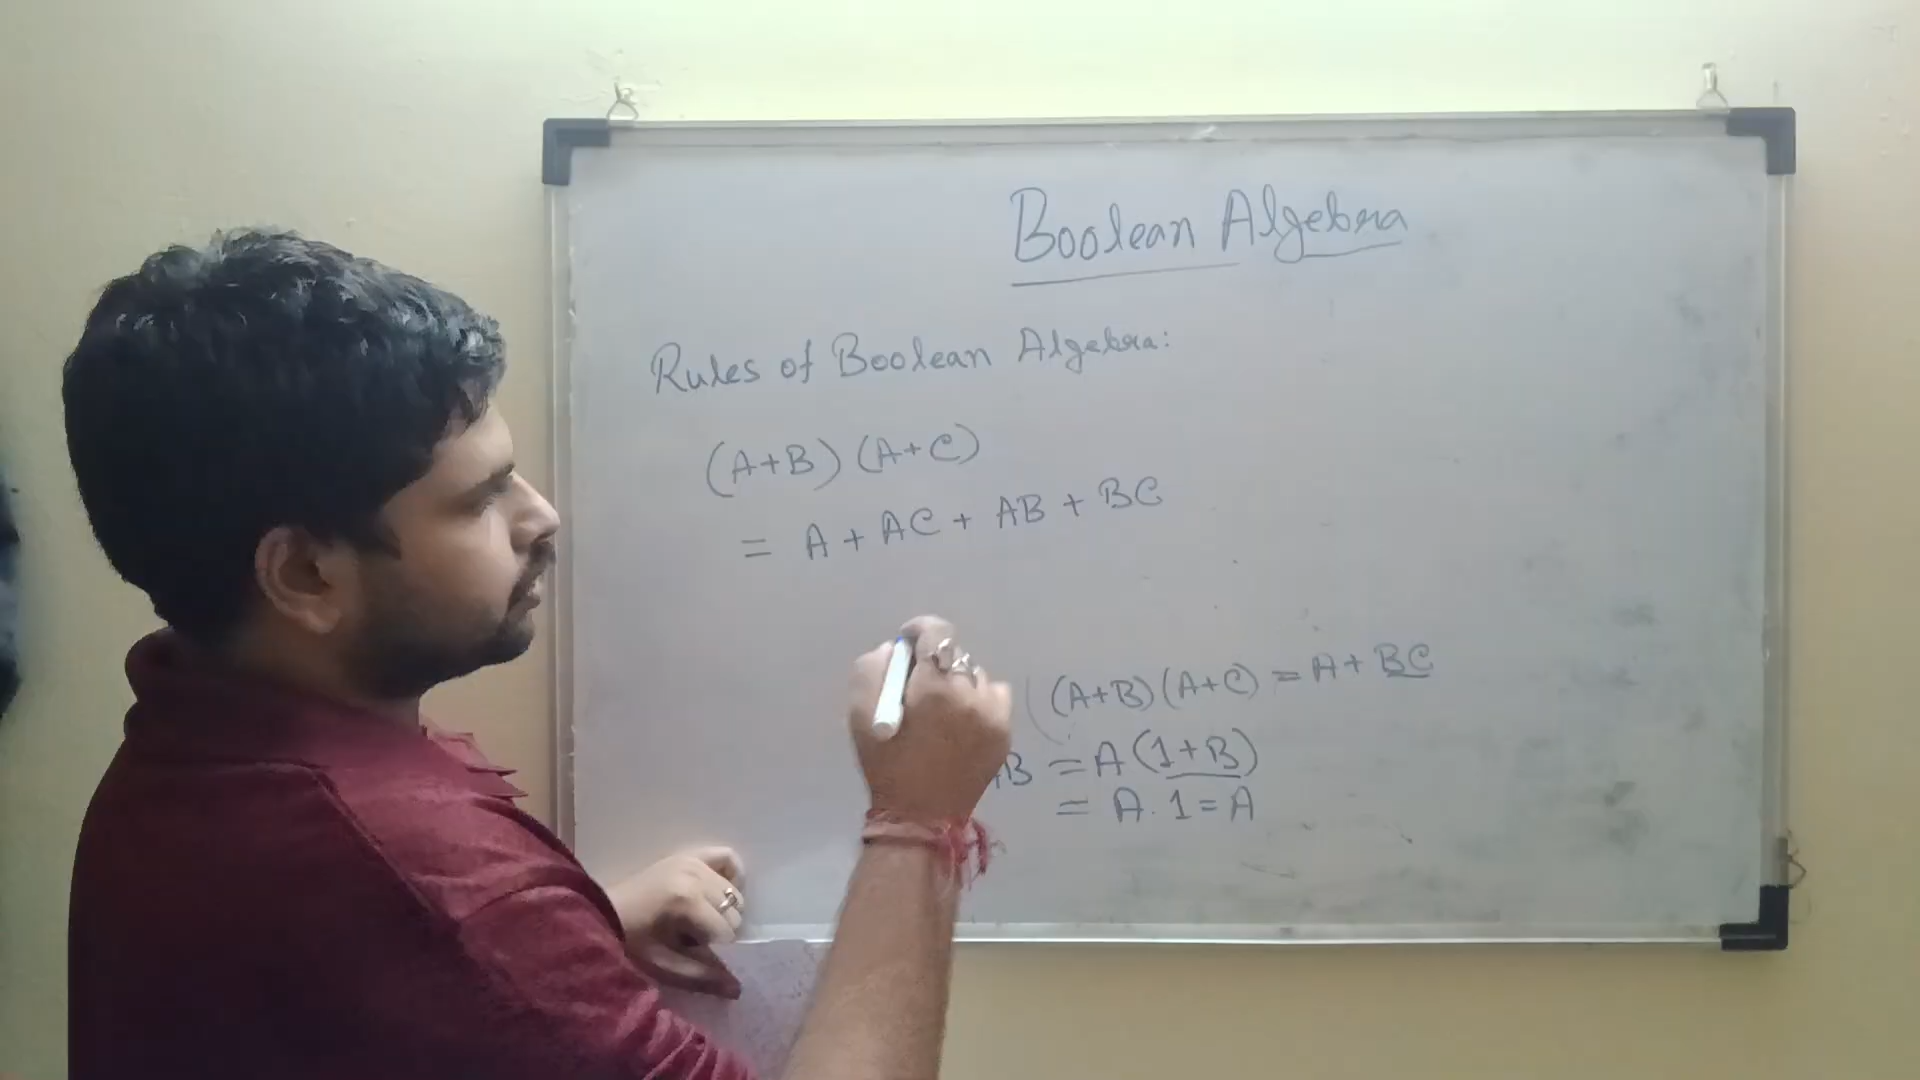 Boolean Algebra
Rules of Boolean Algebra:
(A+B) (A+C)
= A + AC + AB + BC
(A+B)(A+C) = A + BC
B = A (1+B)
= A. 1 = A